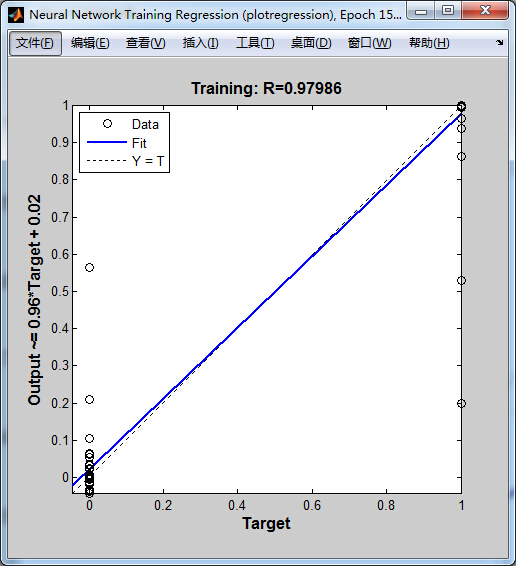 Neural Network Training Regression (plotregression), Epoch 15...
文件(F) 编辑(E) 查看(V) 插入(I) 工具(T) 桌面(D) 窗口(W) 帮助(H)
Training: R=0.97986
Data
Fit
Y = T
1
0.9
0.8
0.7
0.6
0.5
0.4
0.3
0.2
0.1
0
Output ~= 0.96*Target + 0.02
0 0.2 0.4 0.6 0.8 1
Target